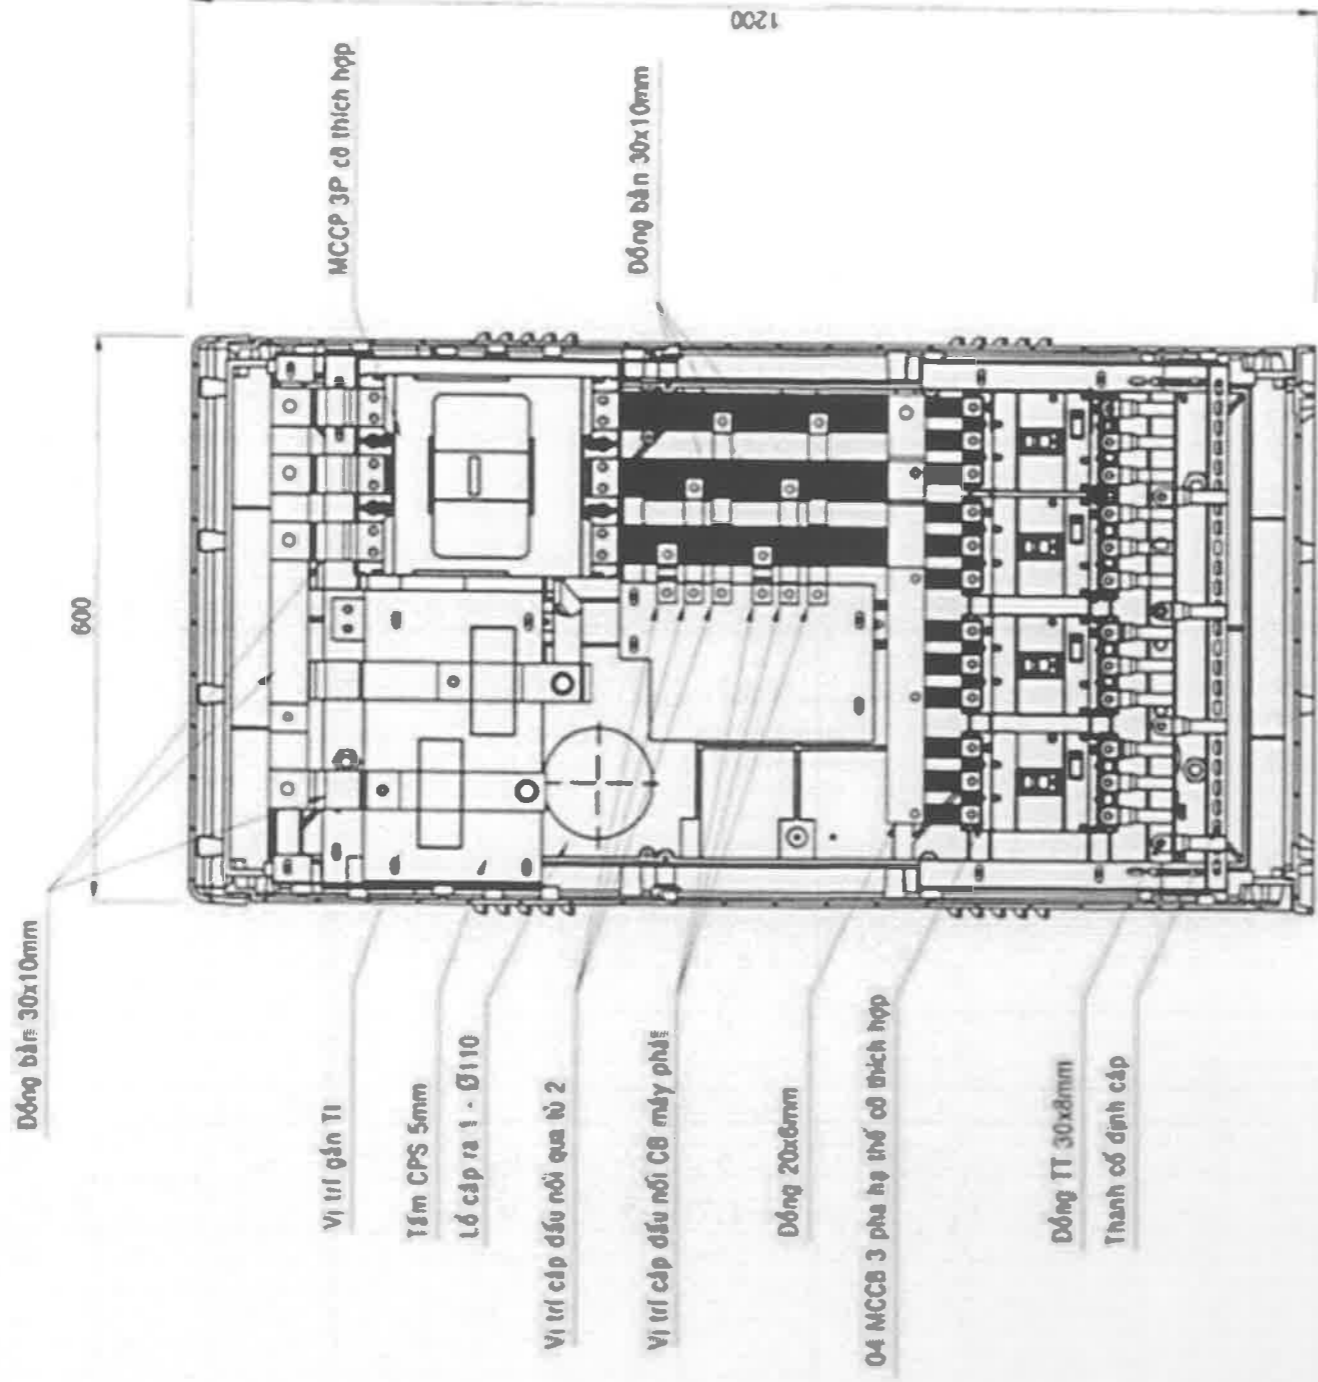 1200
600
MCCP 3P cỡ thích hợp
Đồng bản 30x10mm
Đồng bản 30x10mm
Vị trí gắn TI
Tấm CPS 5mm
Lỗ cáp ra 1 - Ø110
Vị trí cáp đấu nối qua tủ 2
Vị trí cáp đấu nối CB máy phát
Đồng 20x8mm
04 MCCB 3 pha hạ thế cỡ thích hợp
Đồng TT 30x8mm
Thanh cố định cáp